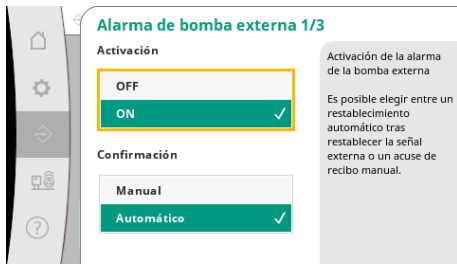 Alarma de bomba externa 1/3
Activación
OFF
ON
Confirmación
Manual
Automático
Activación de la alarma
de la bomba externa
Es posible elegir entre un
restablecimiento
automático tras
restablecer la señal
externa o un acuse de
recibo manual.
?